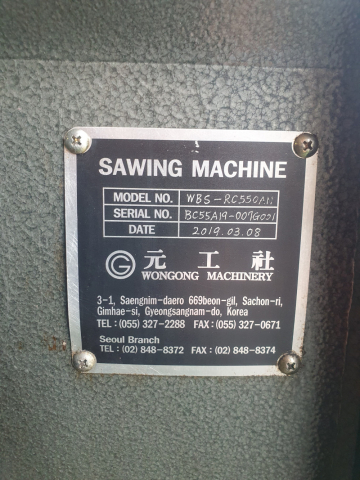 SAWING MACHINE
MODEL NO. WBS-RC550AN
SERIAL NO. BC55A19-007G031
DATE 2019.03.08
G 元工社
WONGONG MACHINERY
3-1, Saengnim-daero 669beon-gil, Sachon-ri,
Gimhae-si, Gyeongsangnam-do, Korea
TEL : (055) 327-2288 FAX : (055) 327-0671
Seoul Branch
TEL : (02) 848-8372 FAX : (02) 848-8374